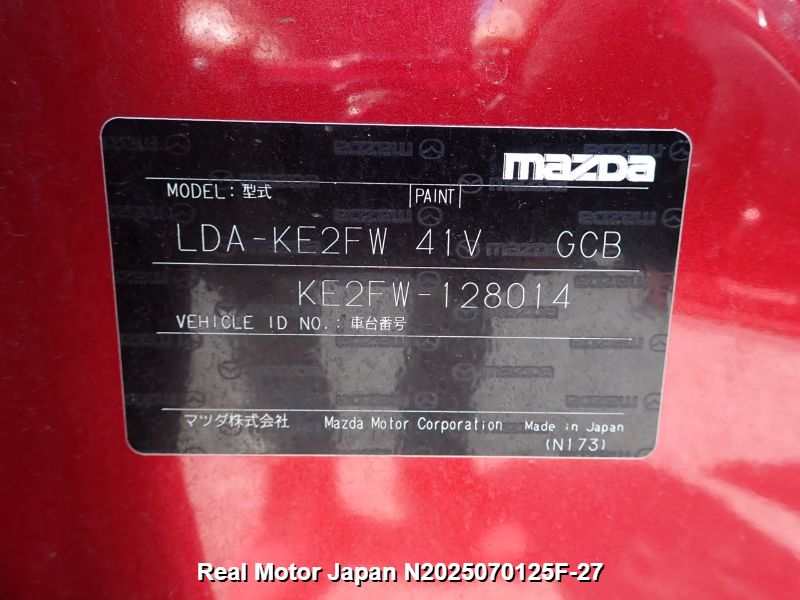 mazda
MODEL: 型式 PAINT
LDA-KE2FW 41V GCB
KE2FW-128014
VEHICLE ID NO.: 車台番号
マツダ株式会社 Mazda Motor Corporation Made in Japan
(N173)
Real Motor Japan N2025070125F-27